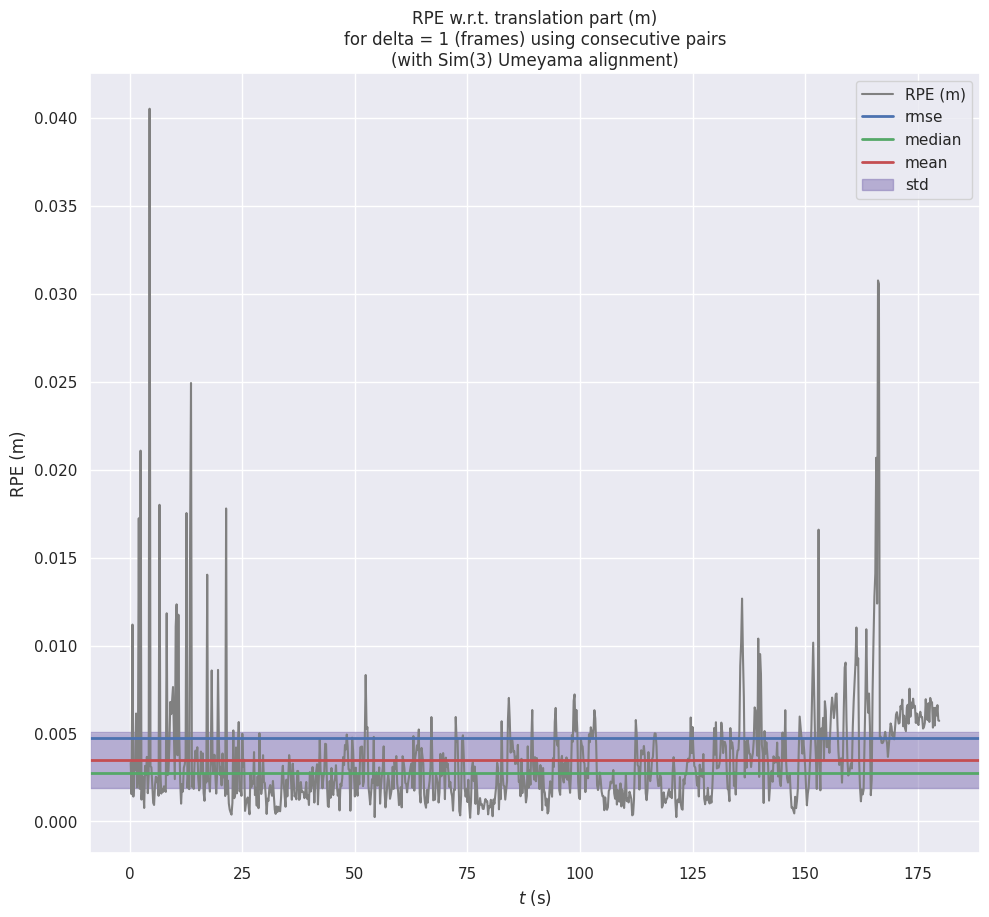 RPE w.r.t. translation part (m)
for delta = 1 (frames) using consecutive pairs
(with Sim(3) Umeyama alignment)
RPE (m)
rmse
median
mean
std
0.040
0.035
0.030
0.025
0.020
0.015
0.010
0.005
0.000
RPE (m)
0
25
50
75
100
125
150
175
t (s)